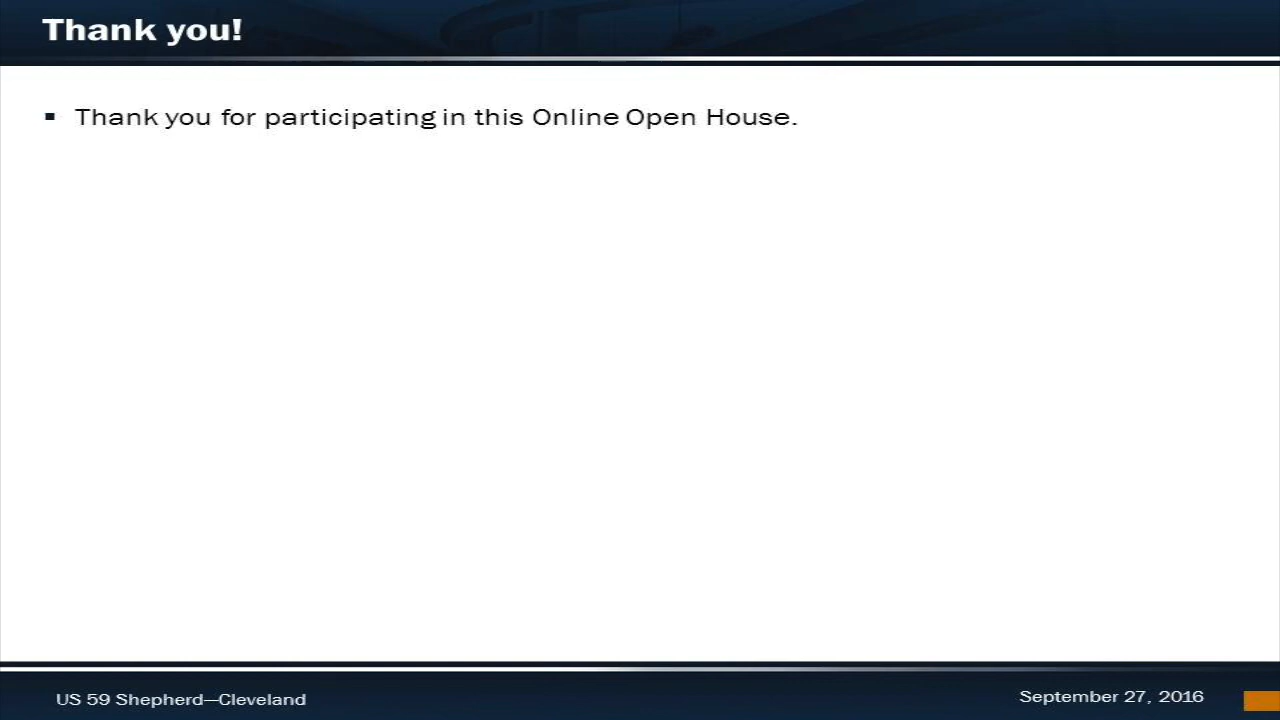 Thank you!
▪ Thank you for participating in this Online Open House.
US 59 Shepherd—Cleveland
September 27, 2016